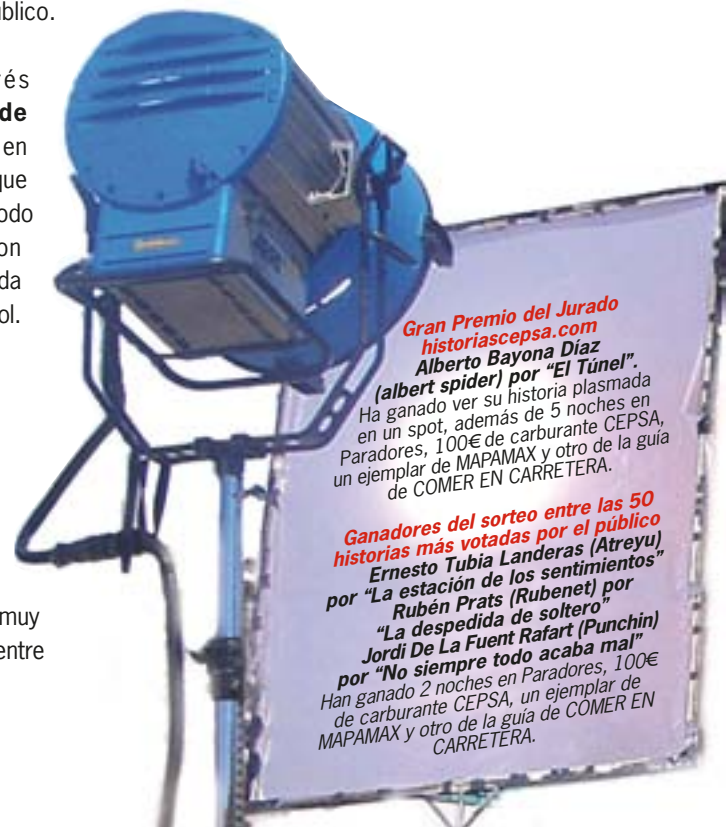 úblico.
és
de
en
que
odo
on
da
ol.
muy
entre
Gran Premio del Jurado
historiascepsa.com
Alberto Bayona Díaz
(albert spider) por “El Túnel”.
Ha ganado ver su historia plasmada
en un spot, además de 5 noches en
Paradores, 100€ de carburante CEPSA,
un ejemplar de MAPAMAX y otro de la guía
de COMER EN CARRETERA.
Ganadores del sorteo entre las 50
historias más votadas por el público
Ernesto Tubia Landeras (Atreyu)
por “La estación de los sentimientos”
Rubén Prats (Rubenet) por
“La despedida de soltero”
Jordi De La Fuent Rafart (Punchin)
por “No siempre todo acaba mal”
Han ganado 2 noches en Paradores, 100€
de carburante CEPSA, un ejemplar de
MAPAMAX y otro de la guía de COMER EN
CARRETERA.